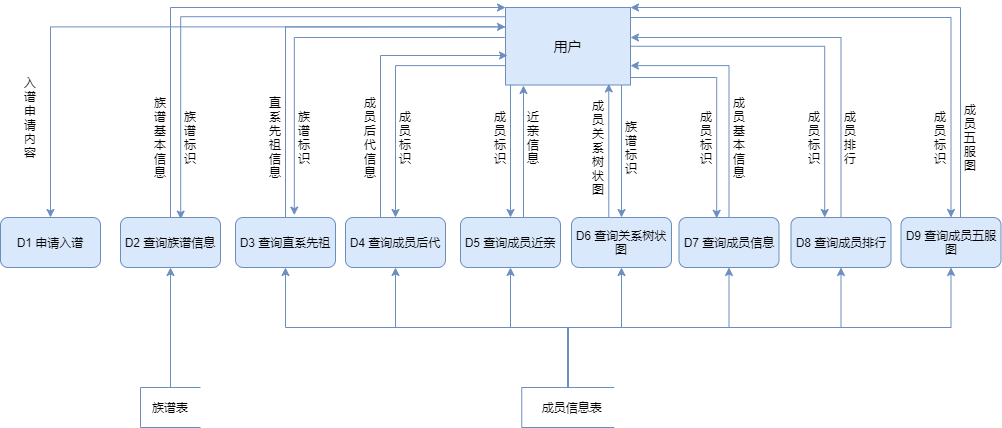 用户
入谱申请内容
族谱基本信息
族谱标识
直系先祖信息
族谱标识
成员后代信息
成员标识
成员标识
近亲信息
成员关系树状图
族谱标识
成员标识
成员基本信息
成员标识
成员排行
成员标识
成员五服图
D1 申请入谱
D2 查询族谱信息
D3 查询直系先祖
D4 查询成员后代
D5 查询成员近亲
D6 查询关系树状
图
D7 查询成员信息
D8 查询成员排行
D9 查询成员五服
图
族谱表
成员信息表